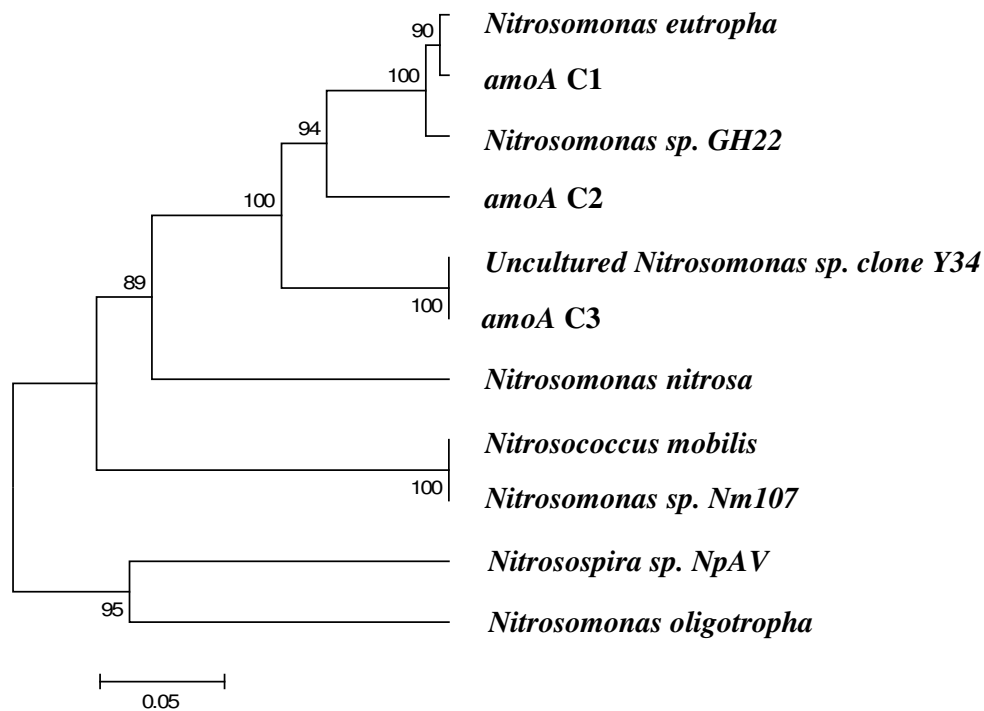 90
Nitrosomonas eutropha
100
amoA C1
94
Nitrosomonas sp. GH22
100
amoA C2
89
Uncultured Nitrosomonas sp. clone Y34
100
amoA C3
Nitrosomonas nitrosa
Nitrosococcus mobilis
100
Nitrosomonas sp. Nm107
Nitrosospira sp. NpAV
95
Nitrosomonas oligotropha
0.05